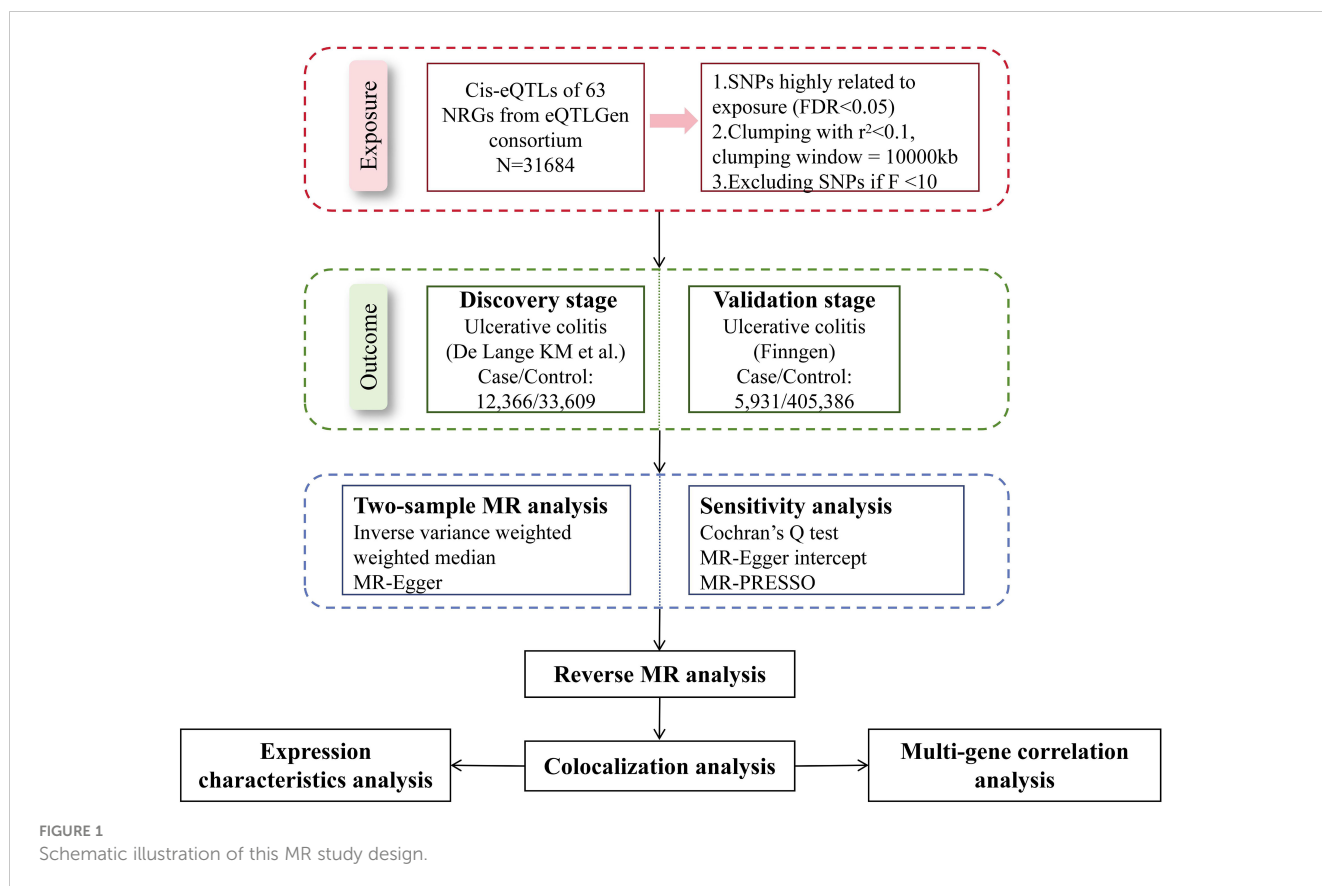 Exposure
Cis-eQTLs of 63
NRGs from eQTLGen
consortium
N=31684
1.SNPs highly related to
exposure (FDR<0.05)
2.Clumping with r²<0.1,
clumping window = 10000kb
3.Excluding SNPs if F <10
Outcome
Discovery stage
Ulcerative colitis
(De Lange KM et al.)
Case/Control:
12,366/33,609
Validation stage
Ulcerative colitis
(Finngen)
Case/Control:
5,931/405,386
Two-sample MR analysis
Inverse variance weighted
weighted median
MR-Egger
Sensitivity analysis
Cochran’s Q test
MR-Egger intercept
MR-PRESSO
Reverse MR analysis
Expression
characteristics analysis
Colocalization analysis
Multi-gene correlation
analysis
FIGURE 1
Schematic illustration of this MR study design.